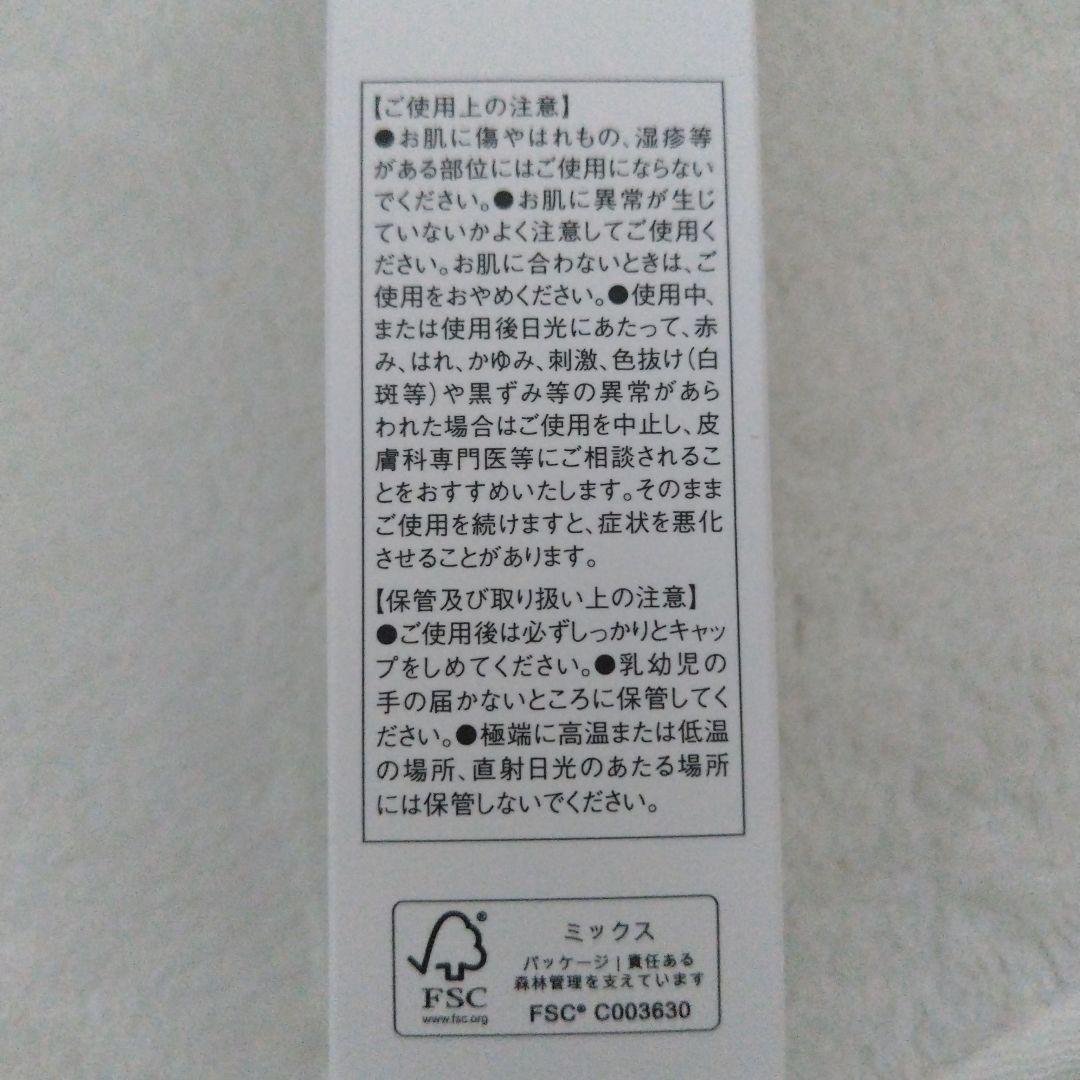 【ご使用上の注意】
●お肌に傷やはれもの、湿疹等
がある部位にはご使用にならない
でください。●お肌に異常が生じ
ていないかよく注意してご使用く
ださい。お肌に合わないときは、ご
使用をおやめください。●使用中、
または使用後日光にあたって、赤
み、はれ、かゆみ、刺激、色抜け(白
斑等)や黒ずみ等の異常があら
われた場合はご使用を中止し、皮
膚科専門医等にご相談されるこ
とをおすすめいたします。そのまま
ご使用を続けますと、症状を悪化
させることがあります。
【保管及び取り扱い上の注意】
●ご使用後は必ずしっかりとキャッ
プをしめてください。●乳幼児の
手の届かないところに保管してく
ださい。●極端に高温または低温
の場所、直射日光のあたる場所
には保管しないでください。
®
FSC
www.fsc.org
ミックス
パッケージ|責任ある
森林管理を支えています
FSC® C003630